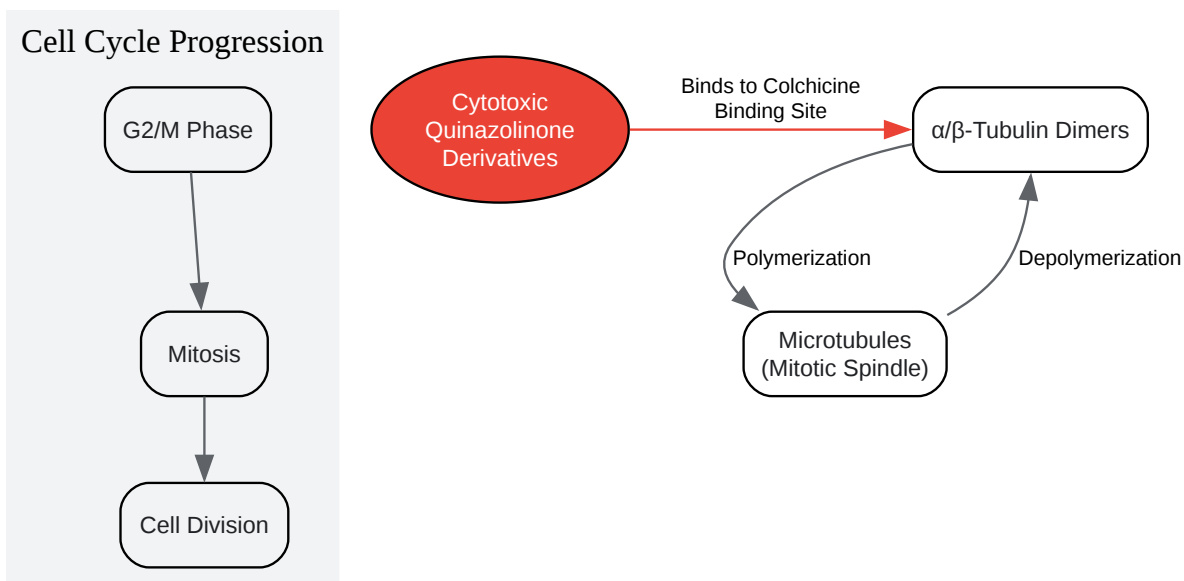 Cell Cycle Progression
G2/M Phase
Mitosis
Cell Division
Cytotoxic
Quinazolinone
Derivatives
Binds to Colchicine
Binding Site
α/β-Tubulin Dimers
Polymerization
Depolymerization
Microtubules
(Mitotic Spindle)